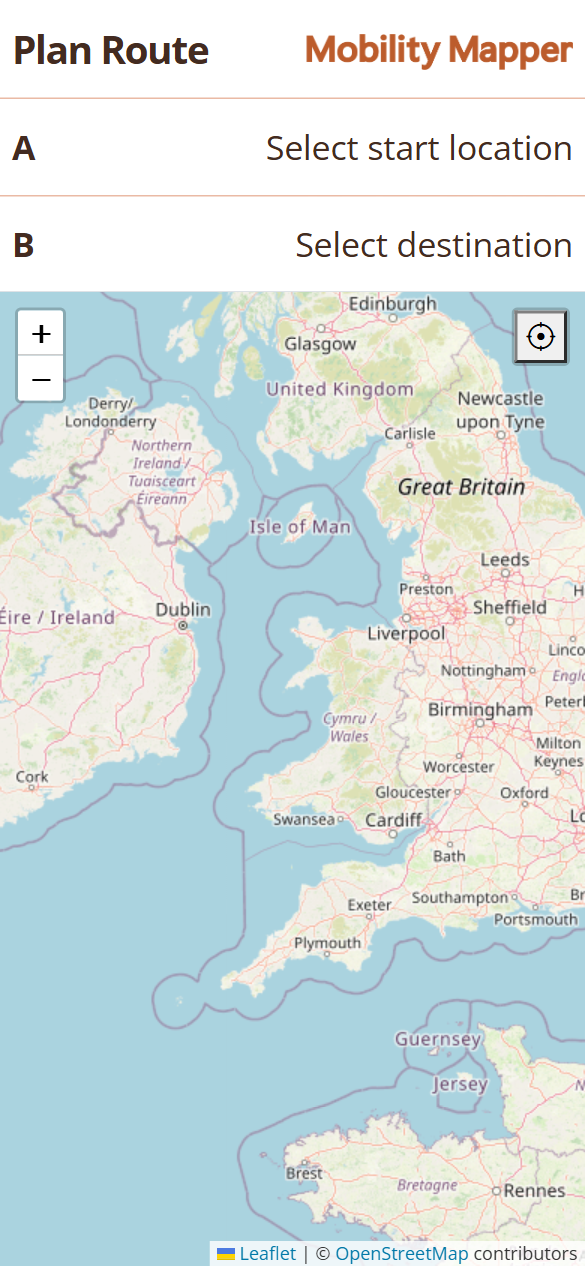 Plan Route
Mobility Mapper
A
Select start location
B
Select destination
+
−
Edinburgh
Glasgow
United Kingdom
Newcastle
upon Tyne
Derry/
Londonderry
Carlisle
Northern
Ireland /
Tuaisceart
Éireann
Great Britain
Isle of Man
Leeds
Preston
Sheffield
Dublin
Éire / Ireland
Liverpool
Linco
Nottingham
Engl
Birmingham
Peter
Cymru /
Wales
Milton
Keynes
Worcester
Cork
Gloucester
Oxford
Swansea
Cardiff
Bath
Exeter
Southampton
Br
Portsmouth
Plymouth
Guernsey
Jersey
Brest
Bretagne
Rennes
Leaflet | © OpenStreetMap contributors